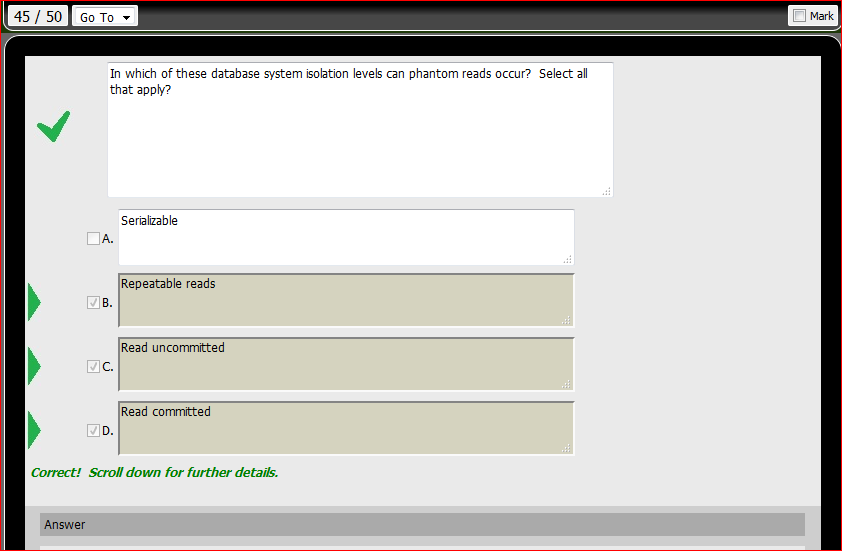 45 / 50 Go To Mark
In which of these database system isolation levels can phantom reads occur?  Select all
that apply?
A. Serializable
B. Repeatable reads
C. Read uncommitted
D. Read committed
Correct!  Scroll down for further details.
Answer